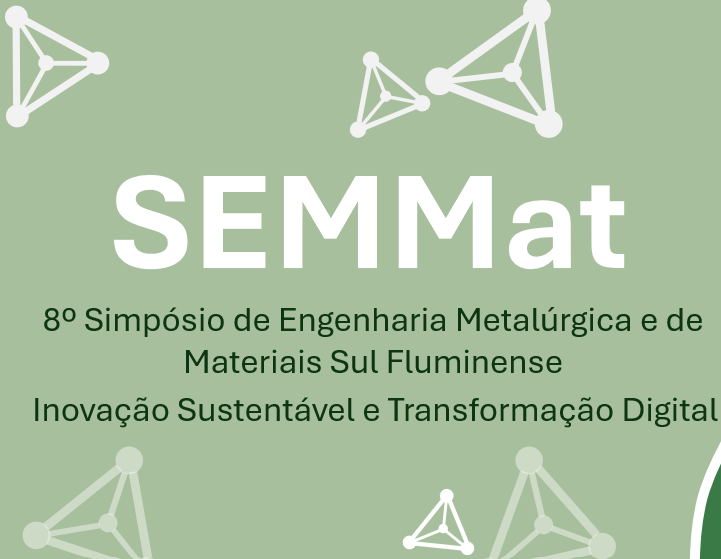 SEMMat
8º Simpósio de Engenharia Metalúrgica e de
Materiais Sul Fluminense
Inovação Sustentável e Transformação Digital